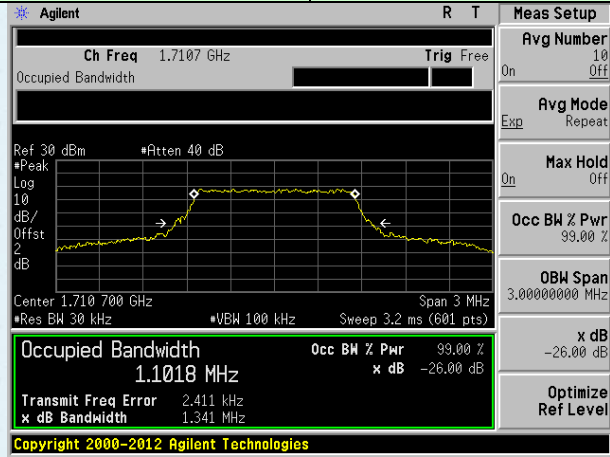 Agilent R T Meas Setup
Avg Number
10
On Off
Ch Freq 1.7107 GHz Trig Free
Occupied Bandwidth
Avg Mode
Exp Repeat
Ref 30 dBm #Atten 40 dB
#Peak
Log
10
dB/
Offst
2
dB
Max Hold
On Off
Occ BW % Pwr
99.00 %
OBW Span
3.00000000 MHz
Center 1.710 700 GHz Span 3 MHz
#Res BW 30 kHz #VBW 100 kHz Sweep 3.2 ms (601 pts)
x dB
-26.00 dB
Occupied Bandwidth Occ BW % Pwr 99.00 %
1.1018 MHz x dB -26.00 dB
Transmit Freq Error 2.411 kHz
x dB Bandwidth 1.341 MHz
Optimize
Ref Level
Copyright 2000-2012 Agilent Technologies